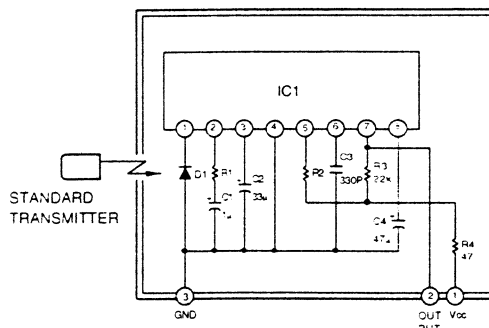 IC1
1 2 3 4 5 6 7 8
D1
R1
C1
1μ
C2
33μ
R2
C3
330P
R3
22K
C4
47μ
R4
47
STANDARD
TRANSMITTER
3
GND
2
OUT
PUT
1
Vcc